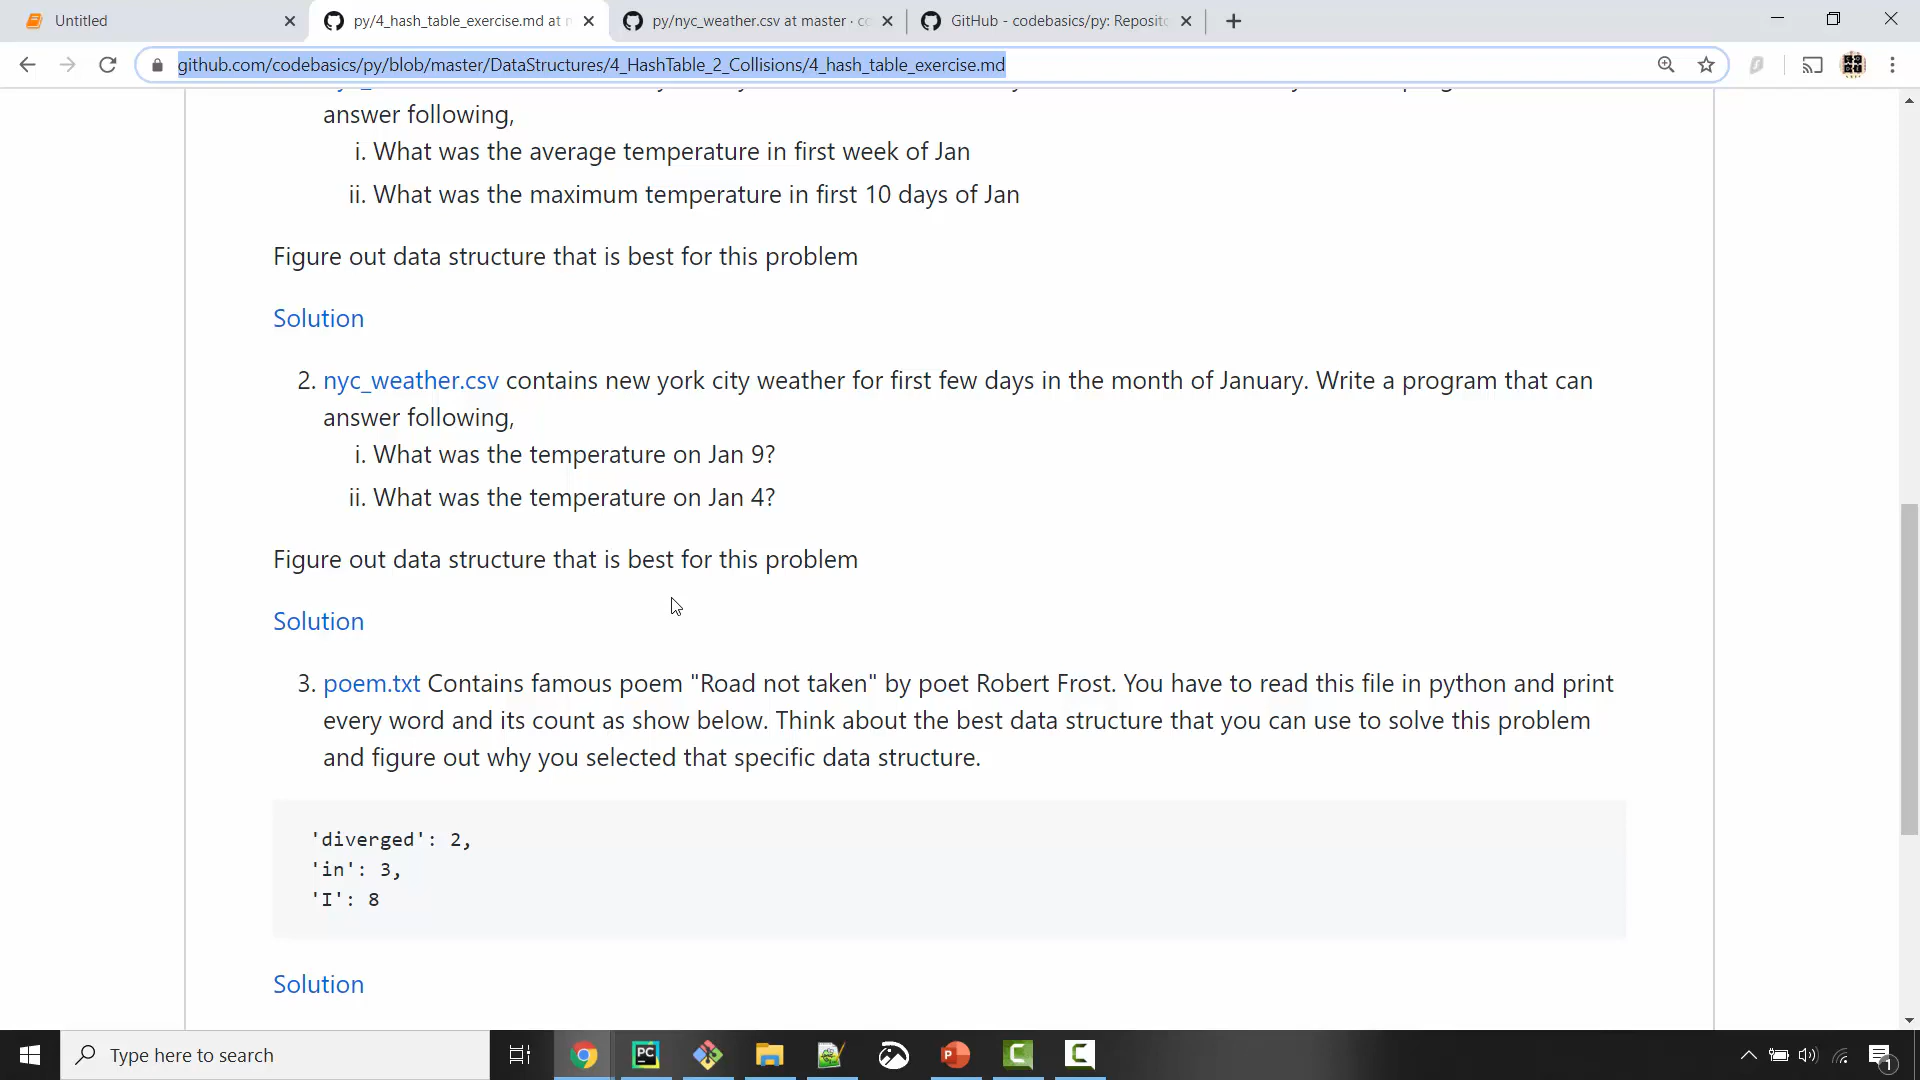 Untitled
py/4_hash_table_exercise.md at
py/nyc_weather.csv at master · co
GitHub - codebasics/py: Reposito
github.com/codebasics/py/blob/master/DataStructures/4_HashTable_2_Collisions/4_hash_table_exercise.md
answer following,
i. What was the average temperature in first week of Jan
ii. What was the maximum temperature in first 10 days of Jan
Figure out data structure that is best for this problem
Solution
2. nyc_weather.csv contains new york city weather for first few days in the month of January. Write a program that can
answer following,
i. What was the temperature on Jan 9?
ii. What was the temperature on Jan 4?
Figure out data structure that is best for this problem
Solution
3. poem.txt Contains famous poem "Road not taken" by poet Robert Frost. You have to read this file in python and print
every word and its count as show below. Think about the best data structure that you can use to solve this problem
and figure out why you selected that specific data structure.
'diverged': 2,
'in': 3,
'I': 8
Solution
Type here to search
PC
1